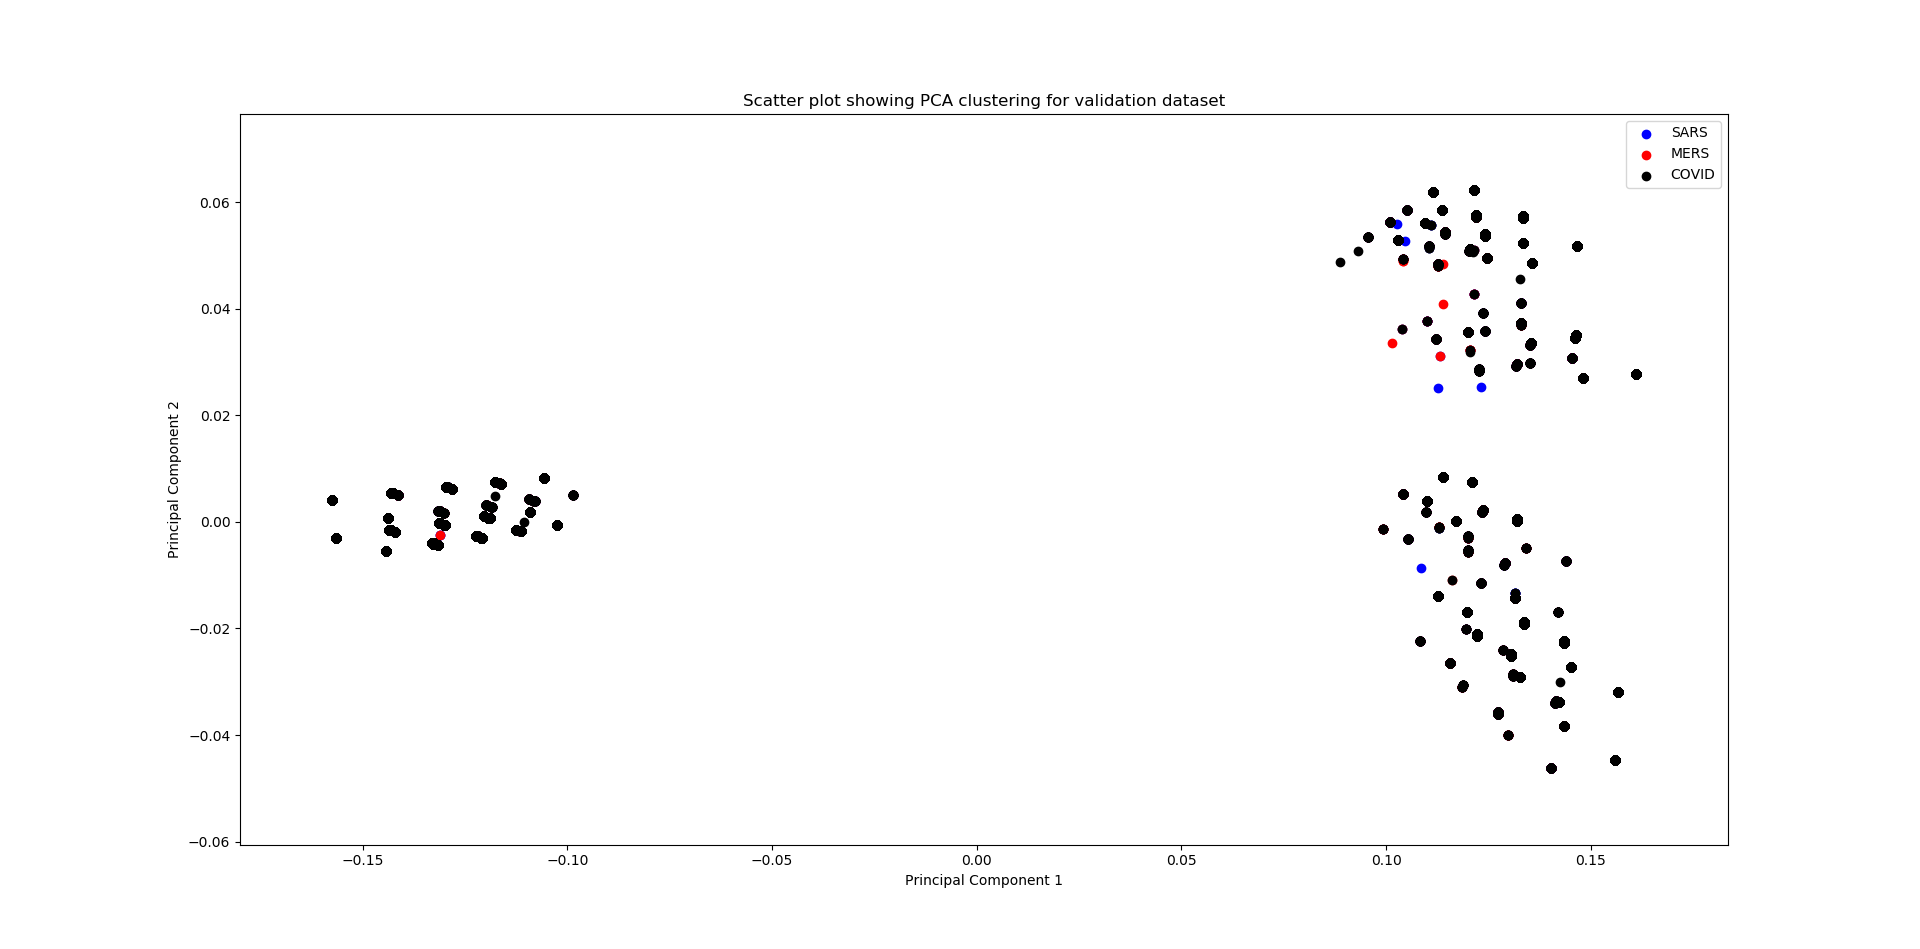 Scatter plot showing PCA clustering for validation dataset
SARS
MERS
COVID
0.06
0.04
0.02
0.00
−0.02
−0.04
−0.06
Principal Component 2
−0.15
−0.10
−0.05
0.00
0.05
0.10
0.15
Principal Component 1